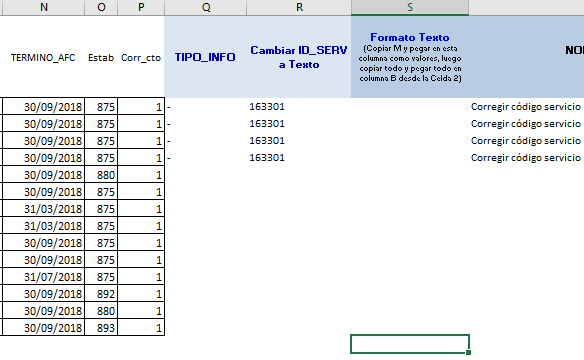 N O P Q R S
TERMINO_AFC Estab Corr_cto TIPO_INFO Cambiar ID_SERV
a Texto
Formato Texto
(Copiar M y pegar en esta
columna como valores, luego
copiar todo y pegar todo en
columna B desde la Celda 2)
30/09/2018 875 1 - 163301 Corregir código servicio
30/09/2018 875 1 - 163301 Corregir código servicio
30/09/2018 875 1 - 163301 Corregir código servicio
30/09/2018 875 1 - 163301 Corregir código servicio
30/09/2018 880 1
30/09/2018 875 1
31/03/2018 875 1
31/03/2018 875 1
30/09/2018 875 1
30/09/2018 875 1
31/07/2018 875 1
30/09/2018 892 1
30/09/2018 880 1
30/09/2018 893 1